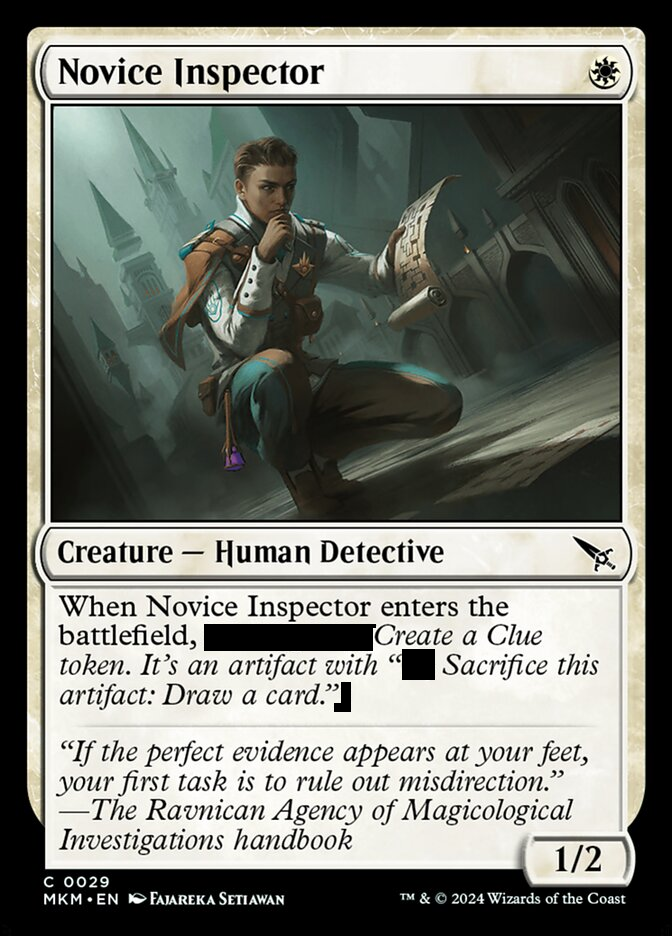 Novice Inspector
Creature — Human Detective
When Novice Inspector enters the
battlefield, Create a Clue
token. It's an artifact with “ Sacrifice this
artifact: Draw a card.”
“If the perfect evidence appears at your feet,
your first task is to rule out misdirection.”
—The Ravnican Agency of Magicological
Investigations handbook
1/2
C 0029
MKM • EN Fajareka Setiawan
™ & © 2024 Wizards of the Coast